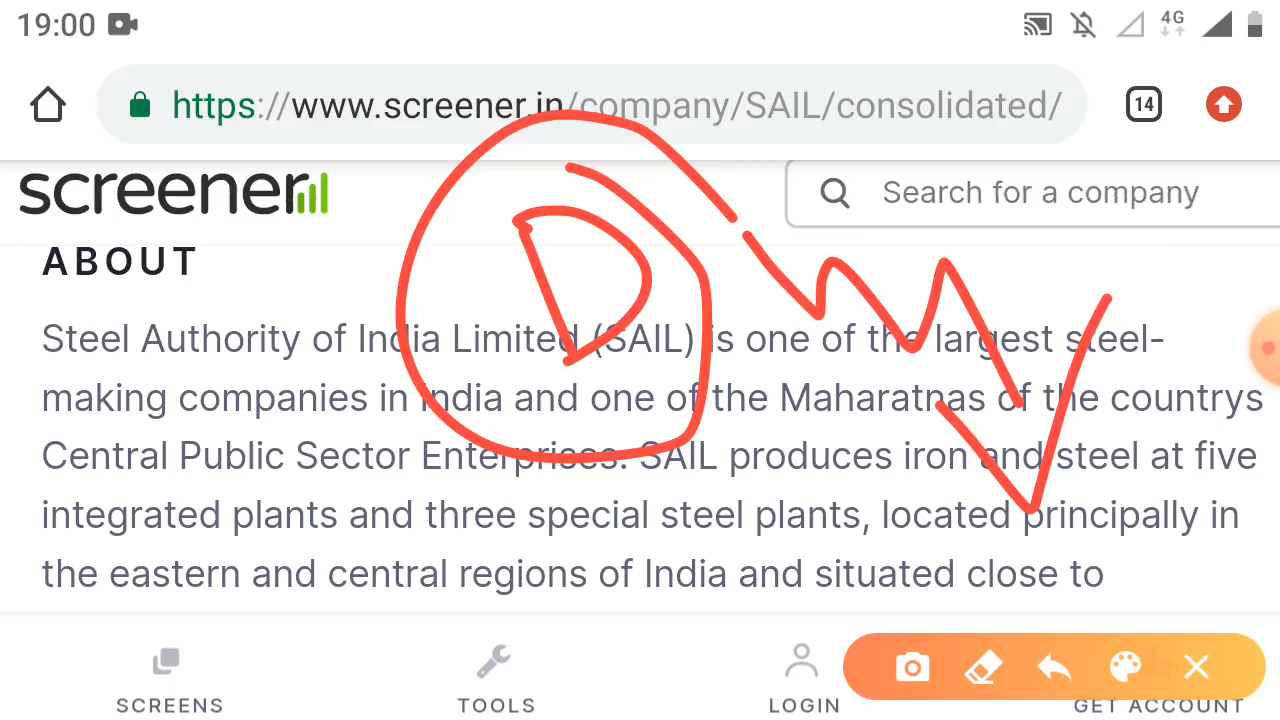 19:00
4G
https://www.screener.in/company/SAIL/consolidated/
14
screener
Search for a company
ABOUT
Steel Authority of India Limited (SAIL) is one of the largest steel-
making companies in India and one of the Maharatnas of the countrys
Central Public Sector Enterprises. SAIL produces iron and steel at five
integrated plants and three special steel plants, located principally in
the eastern and central regions of India and situated close to
D
SCREENS
TOOLS
LOGIN
GET ACCOUNT